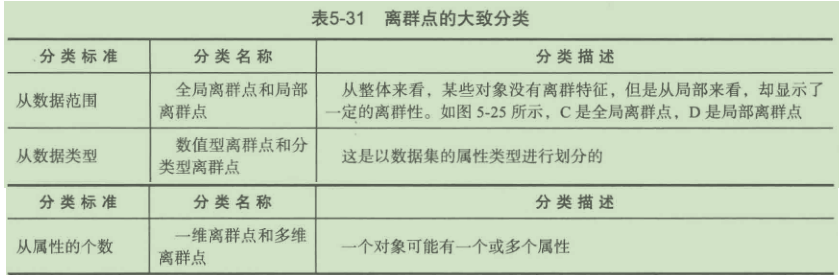 表5-31 离群点的大致分类
分类标准 分类名称 分类描述
从数据范围 全局离群点和局部离群点 从整体来看，某些对象没有离群特征，但是从局部来看，却显示了
一定的离群性。如图 5-25 所示，C 是全局离群点，D 是局部离群点
从数据类型 数值型离群点和分类型离群点 这是以数据集的属性类型进行划分的
分类标准 分类名称 分类描述
从属性的个数 一维离群点和多维离群点 一个对象可能有一个或多个属性